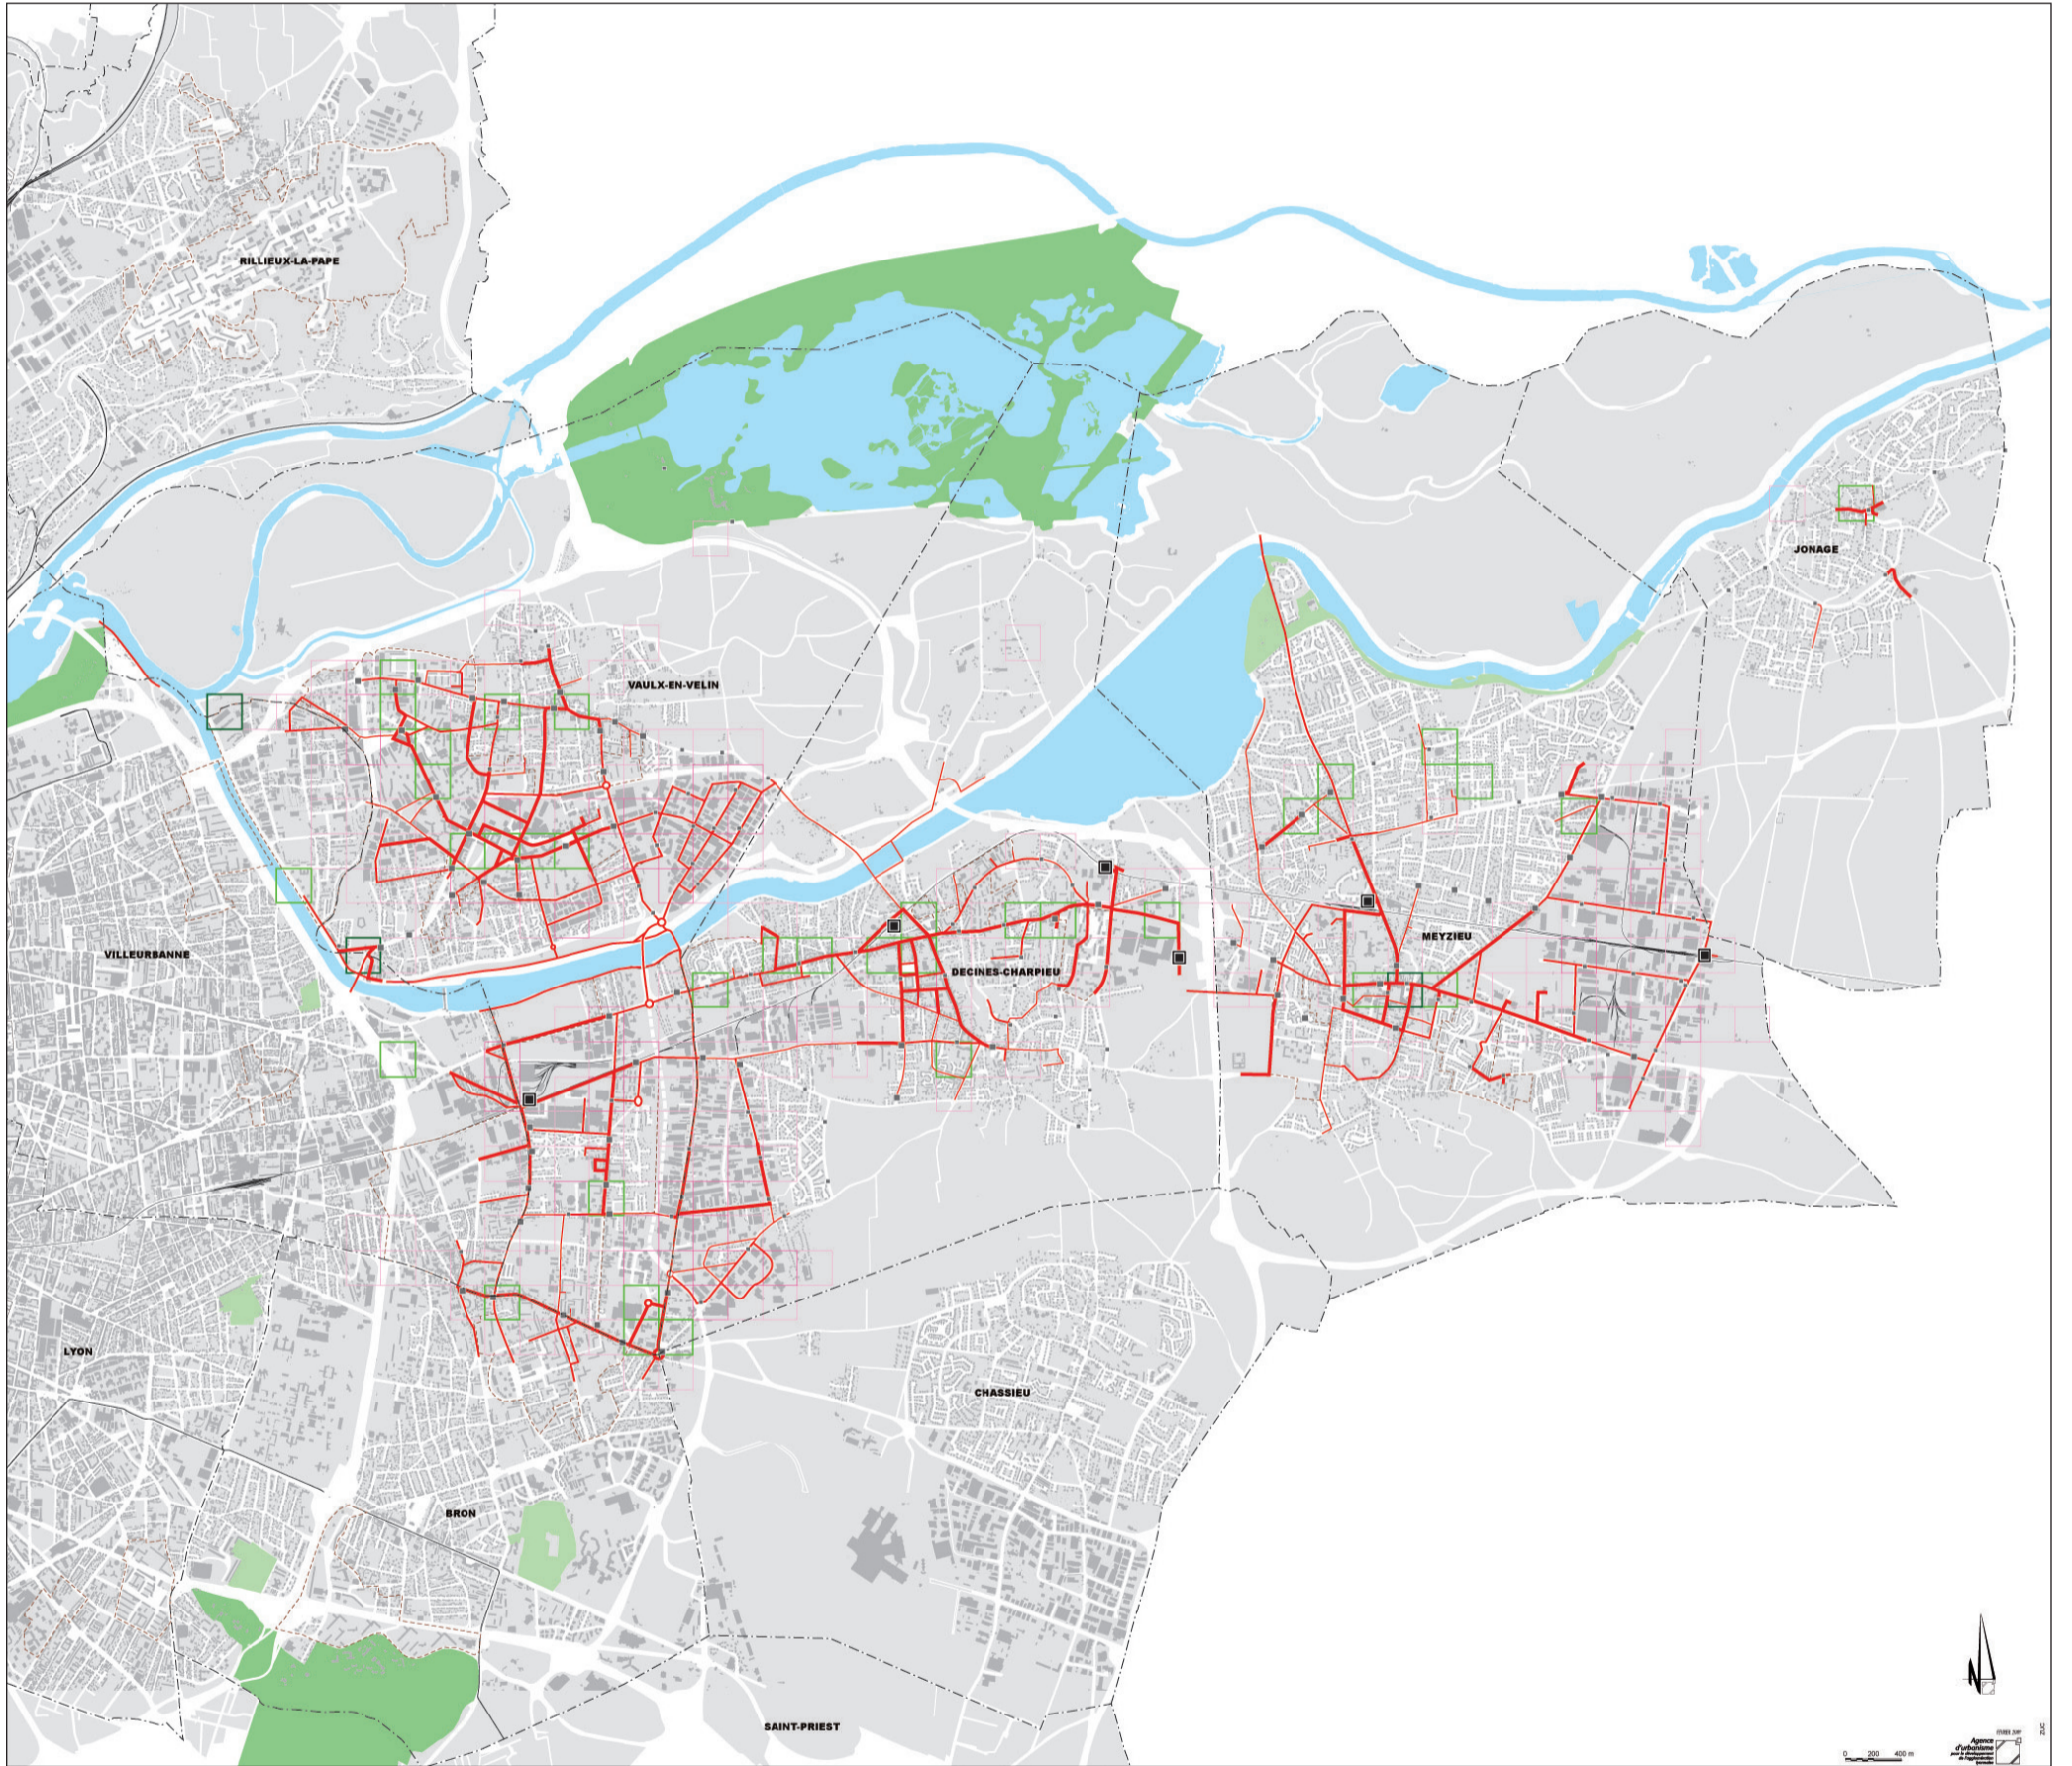 RILLIEUX-LA-PAPE
JONAGE
VAULX-EN-VELIN
MEYZIEU
VILLEURBANNE
DECINES-CHARPIEU
LYON
CHASSIEU
BRON
SAINT-PRIEST
N
0 200 400 m
Agence
d'urbanisme